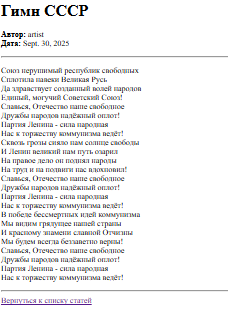 Гимн СССР
Автор: artist
Дата: Sept. 30, 2025
Союз нерушимый республик свободных
Сплотила навеки Великая Русь
Да здравствует созданный волей народов
Единый, могучий Советский Союз!
Славься, Отечество наше свободное
Дружбы народов надёжный оплот!
Партия Ленина - сила народная
Нас к торжеству коммунизма ведёт!
Сквозь грозы сияло нам солнце свободы
И Ленин великий нам путь озарил
На правое дело он поднял народы
На труд и на подвиги нас вдохновил!
Славься, Отечество наше свободное
Дружбы народов надёжный оплот!
Партия Ленина - сила народная
Нас к торжеству коммунизма ведёт!
В победе бессмертных идей коммунизма
Мы видим грядущее нашей страны
И красному знамени славной Отчизны
Мы будем всегда беззаветно верны!
Славься, Отечество наше свободное
Дружбы народов надёжный оплот!
Партия Ленина - сила народная
Нас к торжеству коммунизма ведёт!
Вернуться к списку статей